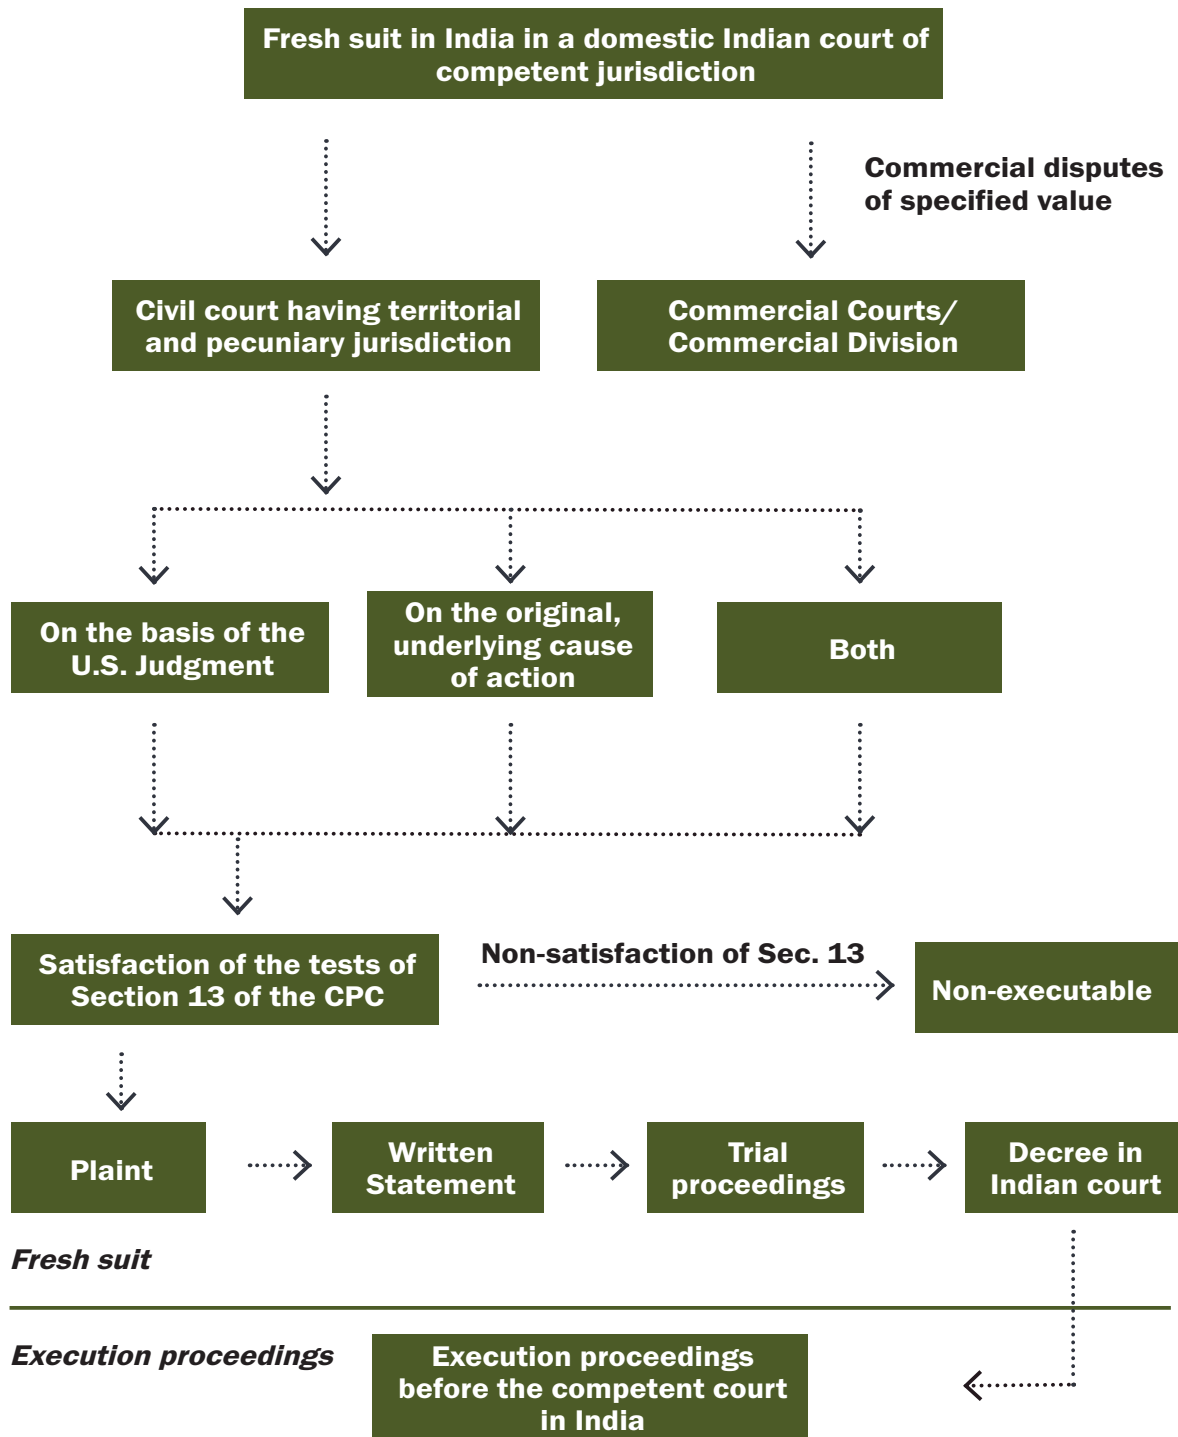 Fresh suit in India in a domestic Indian court of
competent jurisdiction
Commercial disputes
of specified value
Civil court having territorial
and pecuniary jurisdiction
Commercial Courts/
Commercial Division
On the basis of the
U.S. Judgment
On the original,
underlying cause
of action
Both
Satisfaction of the tests of
Section 13 of the CPC
Non-satisfaction of Sec. 13
Non-executable
Plaint
Written
Statement
Trial
proceedings
Decree in
Indian court
Fresh suit
Execution proceedings
Execution proceedings
before the competent court
in India